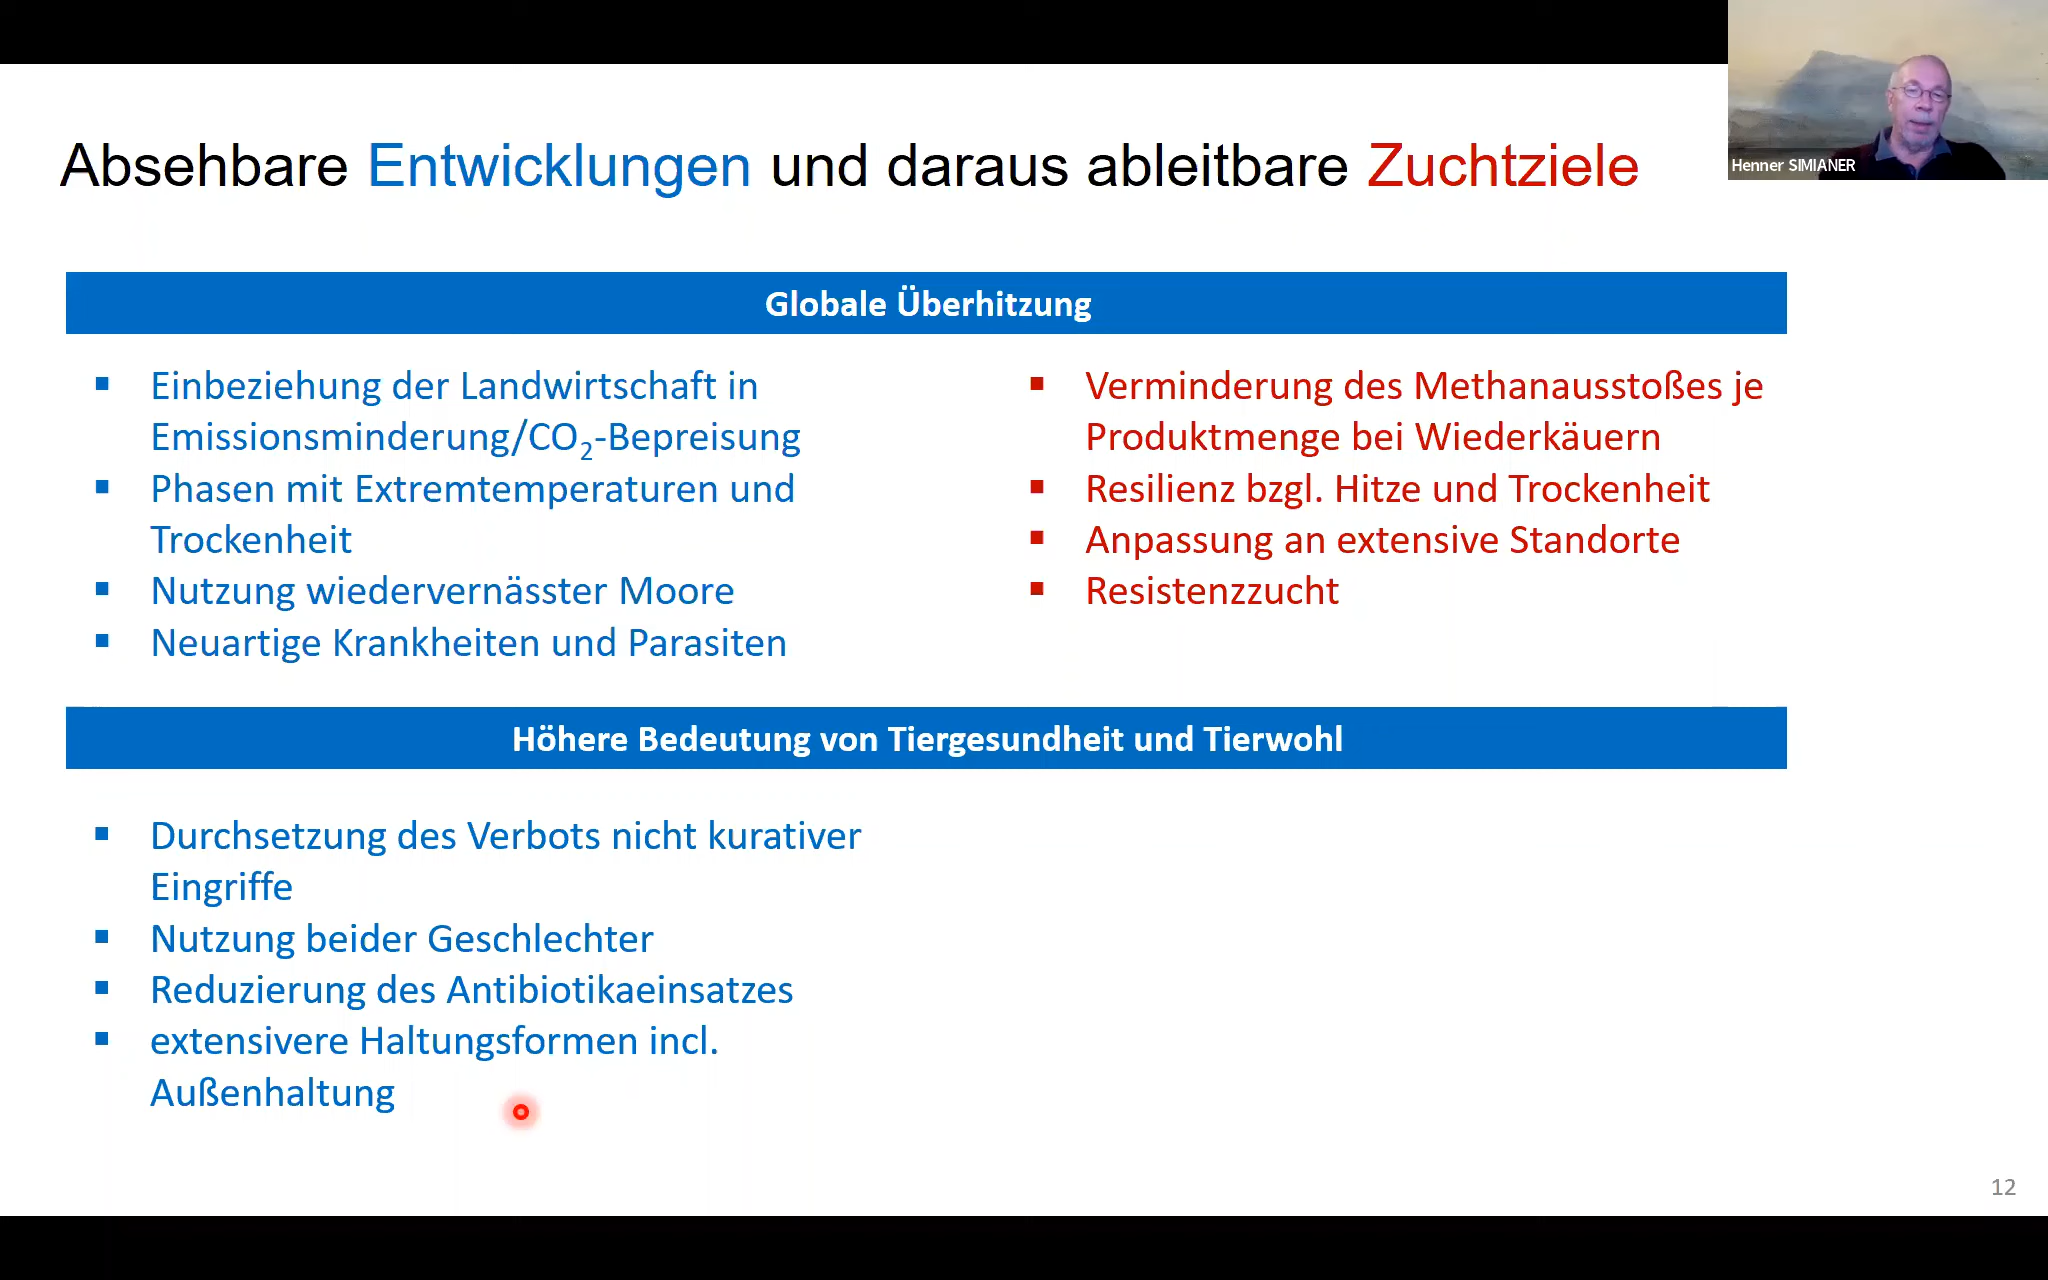 Henner SIMIANER
Absehbare Entwicklungen und daraus ableitbare Zuchtziele
Globale Überhitzung
▪ Einbeziehung der Landwirtschaft in
Emissionsminderung/CO₂-Bepreisung
▪ Phasen mit Extremtemperaturen und
Trockenheit
▪ Nutzung wiedervernässter Moore
▪ Neuartige Krankheiten und Parasiten
▪ Verminderung des Methanausstoßes je
Produktmenge bei Wiederkäuern
▪ Resilienz bzgl. Hitze und Trockenheit
▪ Anpassung an extensive Standorte
▪ Resistenzzucht
Höhere Bedeutung von Tiergesundheit und Tierwohl
▪ Durchsetzung des Verbots nicht kurativer
Eingriffe
▪ Nutzung beider Geschlechter
▪ Reduzierung des Antibiotikaeinsatzes
▪ extensivere Haltungsformen incl.
Außenhaltung
12